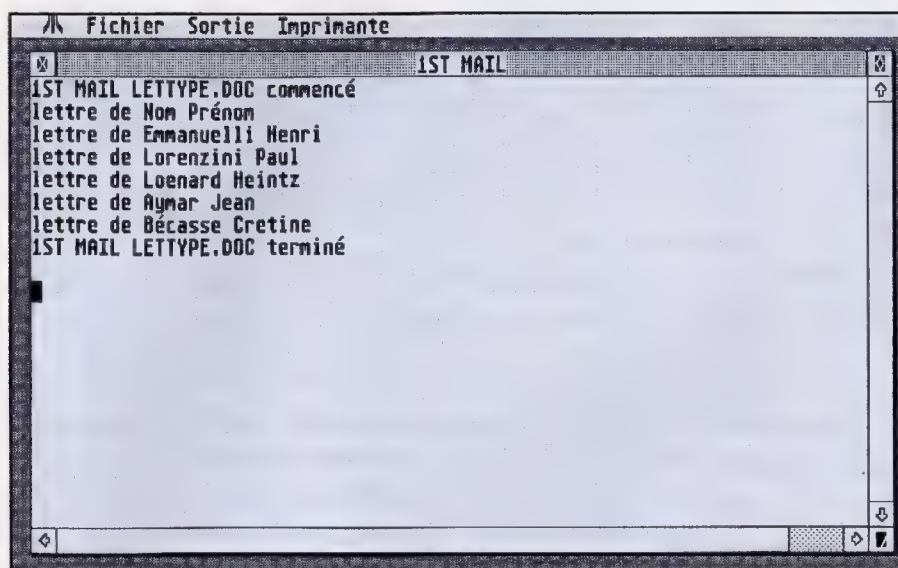 Fichier Sortie Imprimante
1ST MAIL
1ST MAIL LETTYPE.DOC commencé
lettre de Nom Prénom
lettre de Emmanuelli Henri
lettre de Lorenzini Paul
lettre de Loenard Heintz
lettre de Aymar Jean
lettre de Bécasse Cretine
1ST MAIL LETTYPE.DOC terminé